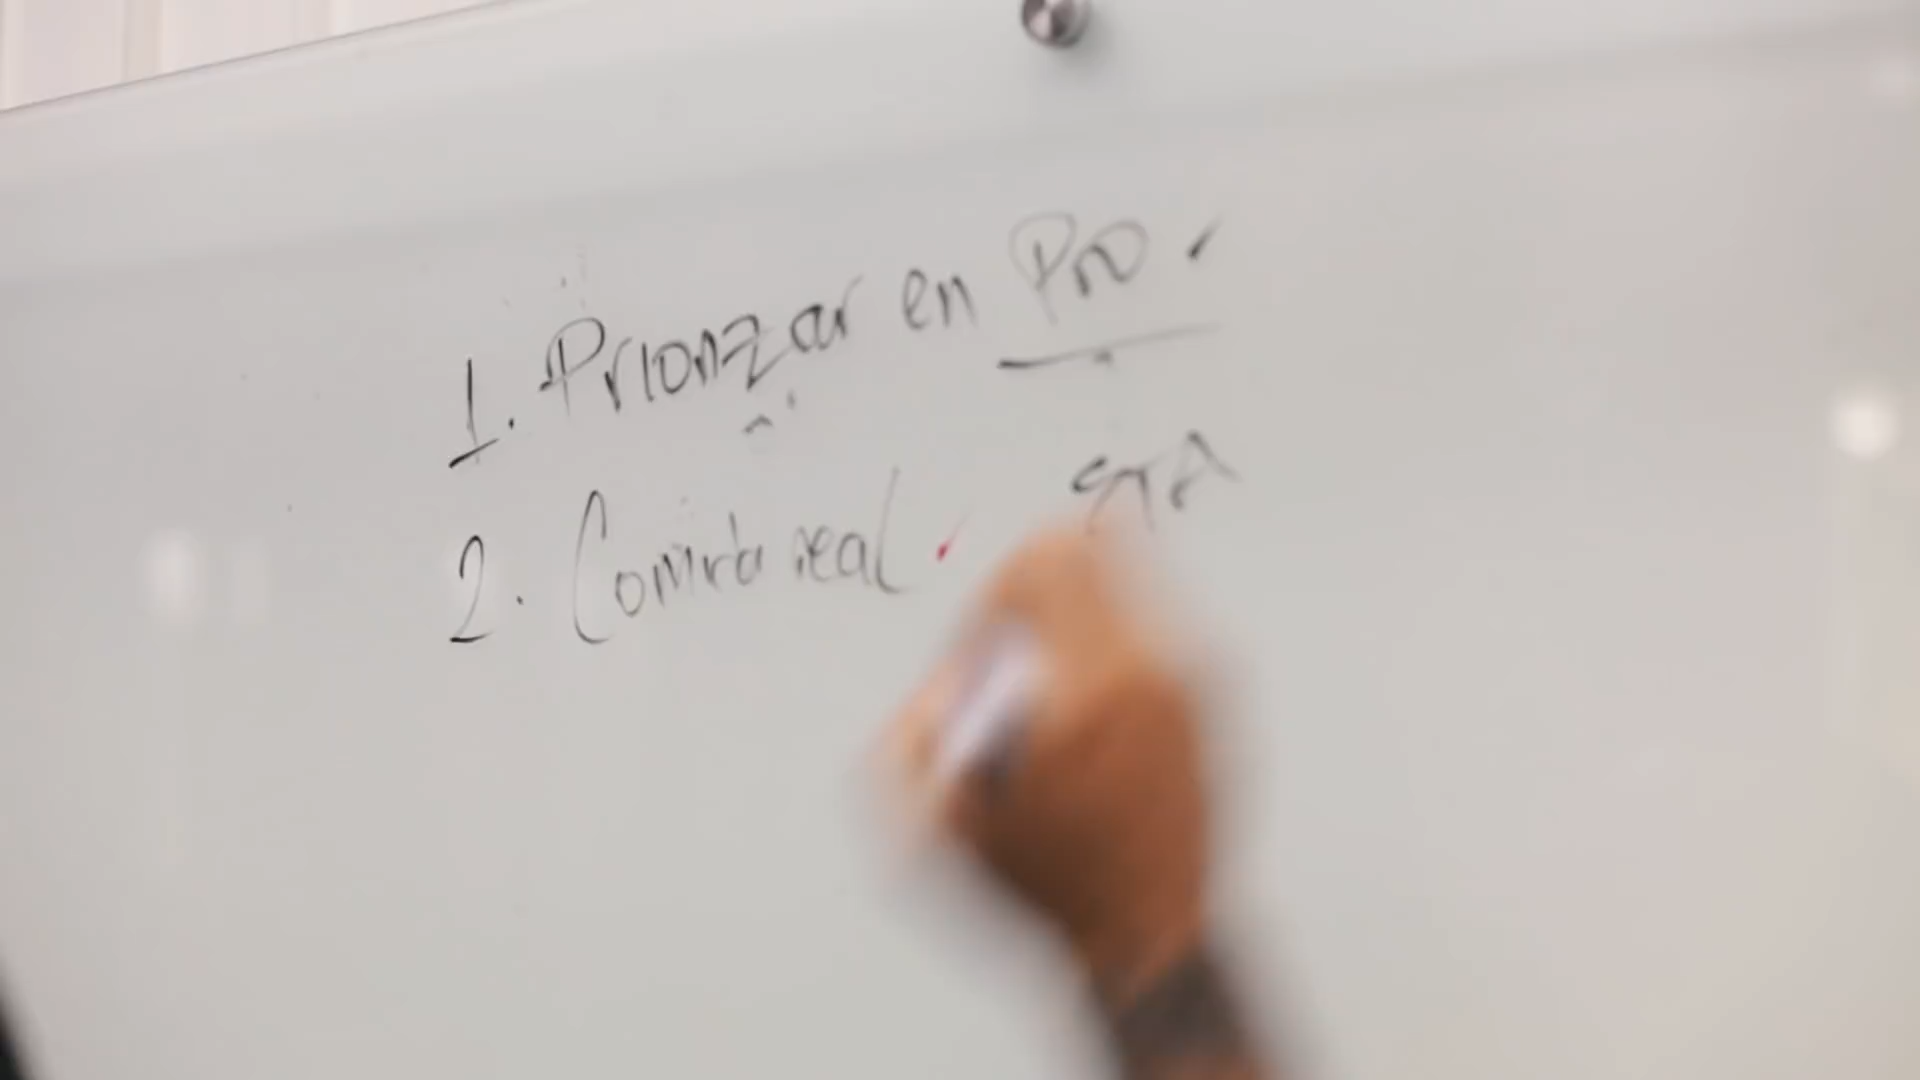 1. Priorizar en Pro.
2. Comida real.